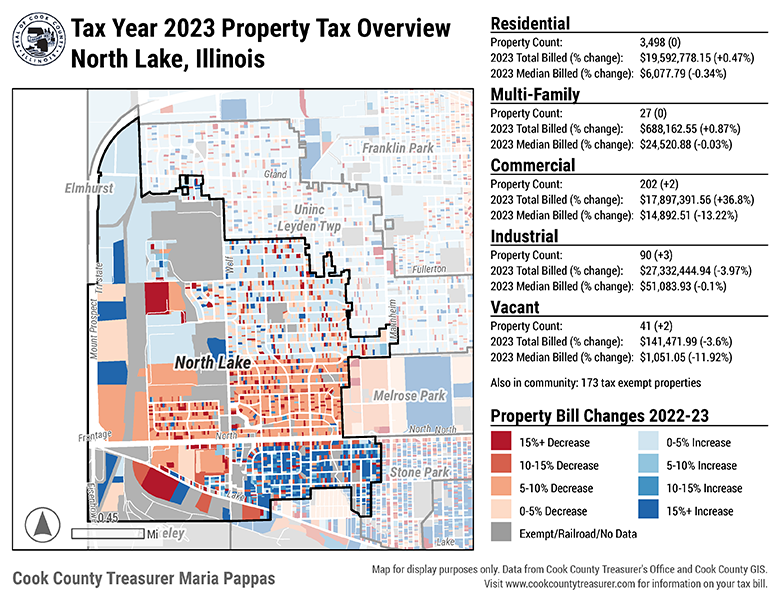 SEAL OF COOK COUNTY ILLINOIS
Tax Year 2023 Property Tax Overview
North Lake, Illinois
Residential
Property Count: 3,498 (0)
2023 Total Billed (% change): $19,592,778.15 (+0.47%)
2023 Median Billed (% change): $6,077.79 (-0.34%)
Multi-Family
Property Count: 27 (0)
2023 Total Billed (% change): $688,162.55 (+0.87%)
2023 Median Billed (% change): $24,520.88 (-0.03%)
Commercial
Property Count: 202 (+2)
2023 Total Billed (% change): $17,897,391.56 (+36.8%)
2023 Median Billed (% change): $14,892.51 (-13.22%)
Industrial
Property Count: 90 (+3)
2023 Total Billed (% change): $27,332,444.94 (-3.97%)
2023 Median Billed (% change): $51,083.93 (-0.1%)
Vacant
Property Count: 41 (+2)
2023 Total Billed (% change): $141,471.99 (-3.6%)
2023 Median Billed (% change): $1,051.05 (-11.92%)
Also in community: 173 tax exempt properties
Property Bill Changes 2022-23
15%+ Decrease
10-15% Decrease
5-10% Decrease
0-5% Decrease
Exempt/Railroad/No Data
0-5% Increase
5-10% Increase
10-15% Increase
15%+ Increase
Franklin Park
Elmhurst
Grand
Uninc
Leyden Twp
Wolf
Fullerton
Tri State
Mount Prospect
Mannheim
North Lake
Melrose Park
Frontage
North
North North
Stone Park
Lake
Lake
0.45
Mi
eley
Cook County Treasurer Maria Pappas
Map for display purposes only. Data from Cook County Treasurer's Office and Cook County GIS.
Visit www.cookcountytreasurer.com for information on your tax bill.